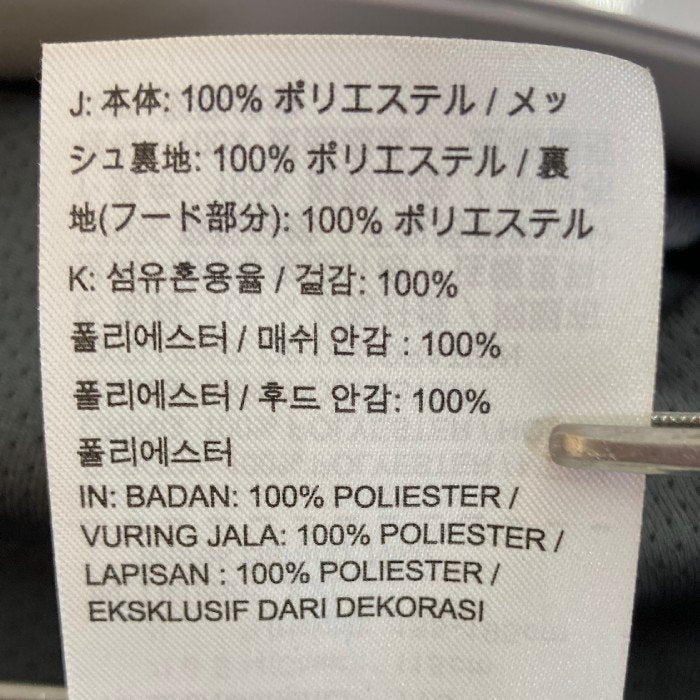 J: 本体: 100% ポリエステル / メッ
シュ裏地: 100% ポリエステル / 裏
地(フード部分): 100% ポリエステル
K: 섬유혼용율 / 걸감: 100%
폴리에스터 / 매쉬 안감 : 100%
폴리에스터 / 후드 안감: 100%
폴리에스터
IN: BADAN: 100% POLIESTER /
VURING JALA: 100% POLIESTER /
LAPISAN : 100% POLIESTER /
EKSKLUSIF DARI DEKORASI